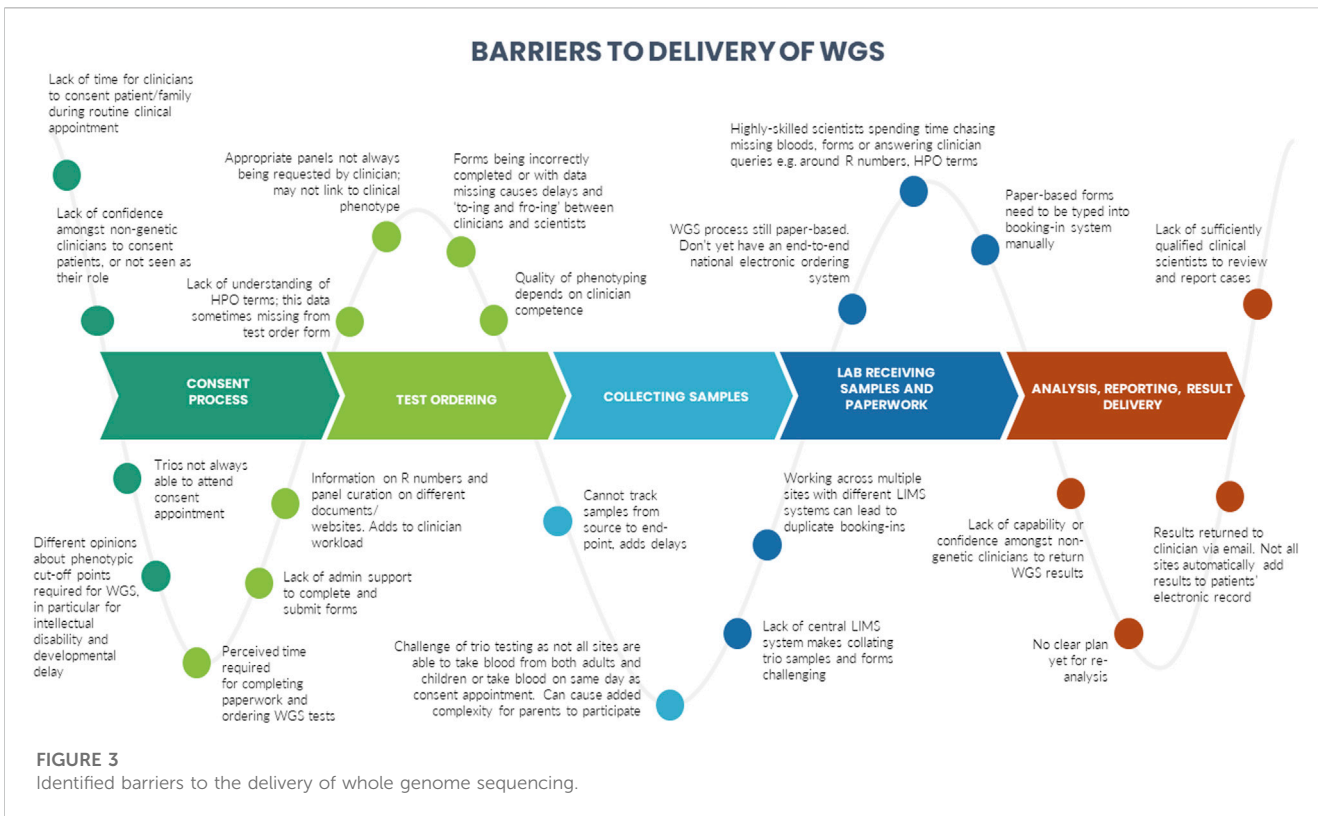 BARRIERS TO DELIVERY OF WGS
Lack of time for clinicians
to consent patient/family
during routine clinical
appointment
Lack of confidence
amongst non-genetic
clinicians to consent
patients, or not seen as
their role
Appropriate panels not always
being requested by clinician;
may not link to clinical
phenotype
Lack of understanding of
HPO terms; this data
sometimes missing from
test order form
Forms being incorrectly
completed or with data
missing causes delays and
'to-ing and fro-ing' between
clinicians and scientists
Quality of phenotyping
depends on clinician
competence
Highly-skilled scientists spending time chasing
missing bloods, forms or answering clinician
queries e.g. around R numbers, HPO terms
WGS process still paper-based.
Don't yet have an end-to-end
national electronic ordering
system
Paper-based forms
need to be typed into
booking-in system
manually
Lack of sufficiently
qualified clinical
scientists to review
and report cases
CONSENT
PROCESS
TEST ORDERING
COLLECTING SAMPLES
LAB RECEIVING
SAMPLES AND
PAPERWORK
ANALYSIS, REPORTING, RESULT
DELIVERY
Trios not always
able to attend
consent
appointment
Different opinions
about phenotypic
cut-off points
required for WGS,
in particular for
intellectual
disability and
developmental
delay
Information on R numbers and
panel curation on different
documents/
websites. Adds to clinician
workload
Lack of admin support
to complete and
submit forms
Perceived time
required
for completing
paperwork and
ordering WGS tests
Cannot track
samples from
source to end-
point, adds delays
Challenge of trio testing as not all sites are
able to take blood from both adults and
children or take blood on same day as
consent appointment. Can cause added
complexity for parents to participate
Working across multiple
sites with different LIMS
systems can lead to
duplicate booking-ins
Lack of central LIMS
system makes collating
trio samples and forms
challenging
Lack of capability or
confidence amongst non-
genetic clinicians to return
WGS results
No clear plan
yet for re-
analysis
Results returned to
clinician via email. Not all
sites automatically add
results to patients'
electronic record
FIGURE 3
Identified barriers to the delivery of whole genome sequencing.